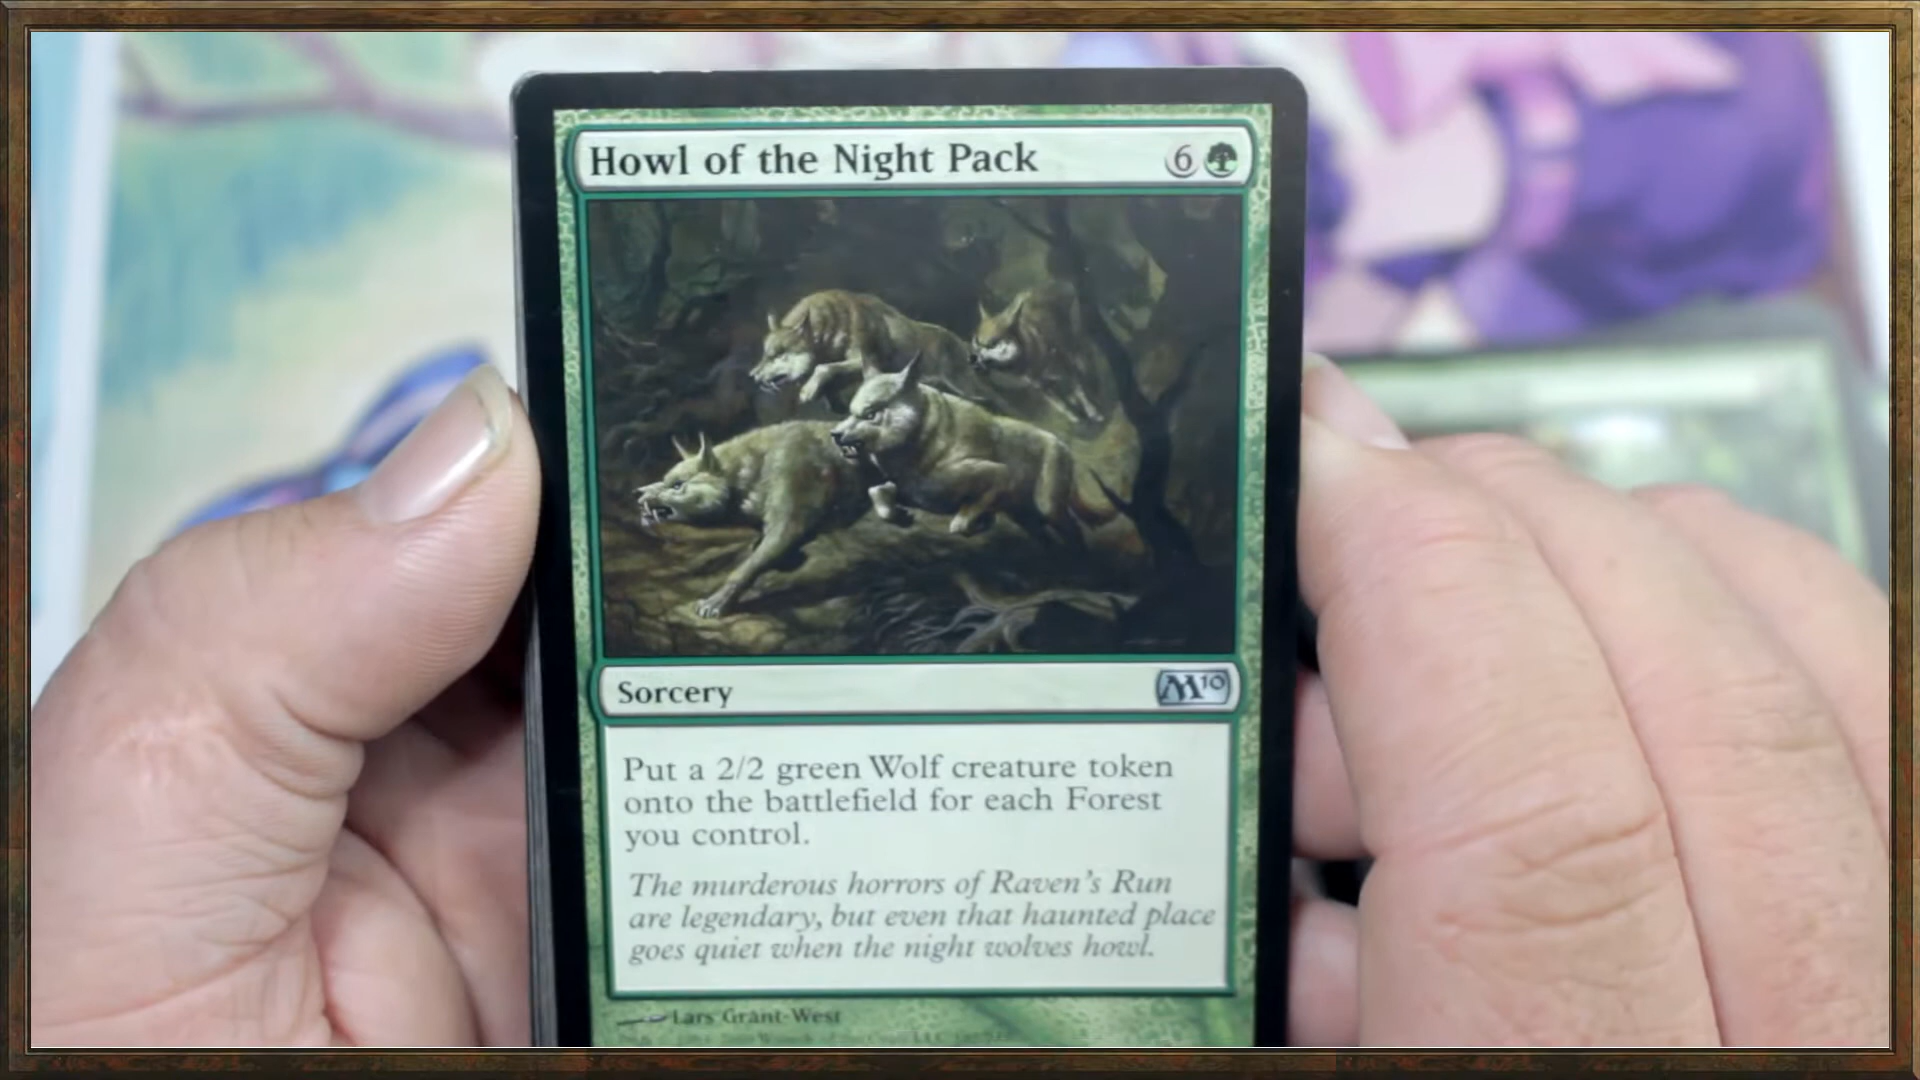 Howl of the Night Pack 6
Sorcery M10
Put a 2/2 green Wolf creature token
onto the battlefield for each Forest
you control.
The murderous horrors of Raven's Run
are legendary, but even that haunted place
goes quiet when the night wolves howl.
Lars Grant-West